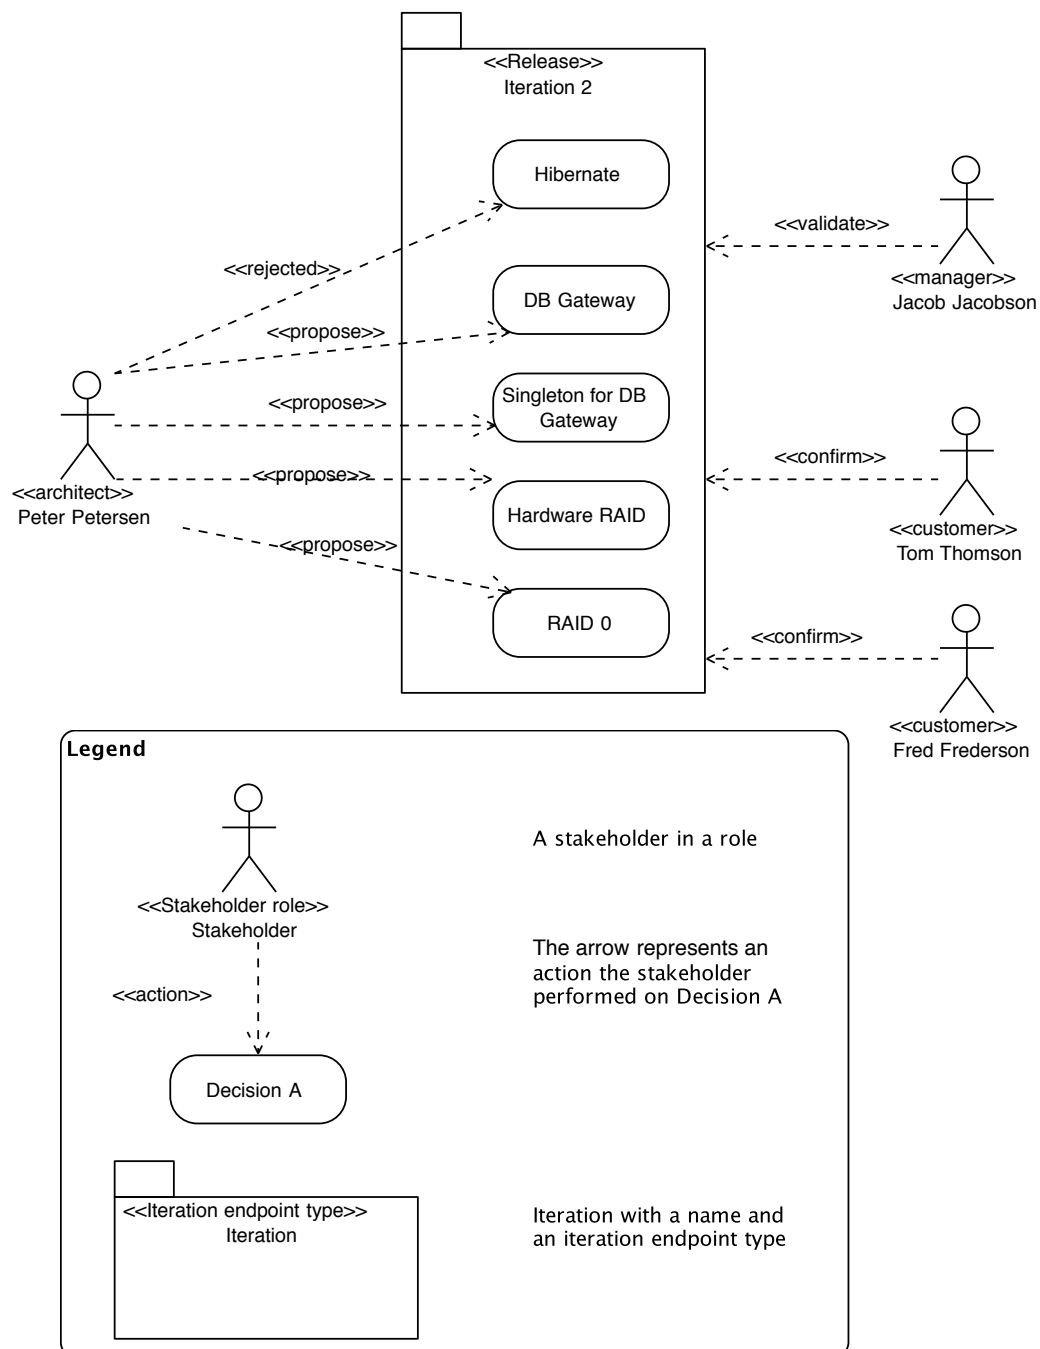 <<Release>>
Iteration 2
Hibernate
<<validate>>
<<rejected>>
<<manager>>
Jacob Jacobson
DB Gateway
<<propose>>
Singleton for DB
Gateway
<<propose>>
<<confirm>>
<<propose>>
<<architect>>
Peter Petersen
Hardware RAID
<<customer>>
Tom Thomson
<<propose>>
RAID 0
<<confirm>>
<<customer>>
Fred Frederson
Legend
A stakeholder in a role
<<Stakeholder role>>
Stakeholder
The arrow represents an
action the stakeholder
performed on Decision A
<<action>>
Decision A
<<Iteration endpoint type>>
Iteration
Iteration with a name and
an iteration endpoint type